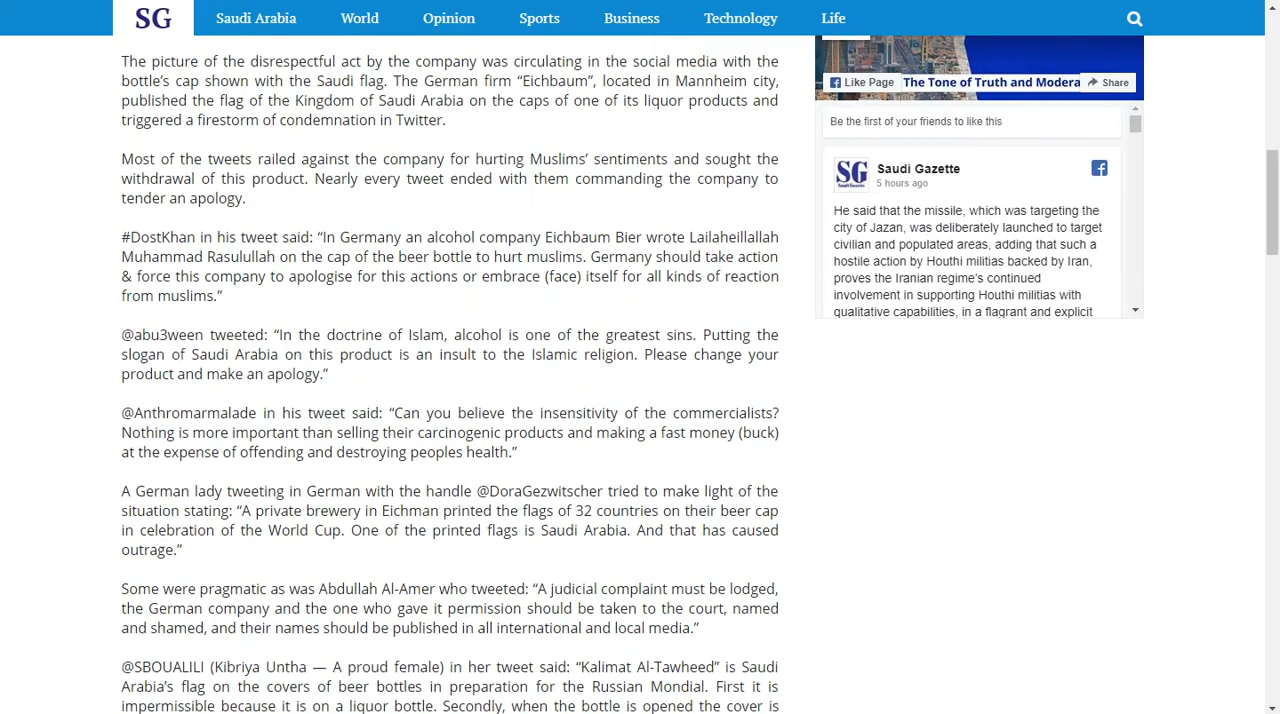 SG
Saudi Arabia
World
Opinion
Sports
Business
Technology
Life
The picture of the disrespectful act by the company was circulating in the social media with the
bottle’s cap shown with the Saudi flag. The German firm “Eichbaum”, located in Mannheim city,
published the flag of the Kingdom of Saudi Arabia on the caps of one of its liquor products and
triggered a firestorm of condemnation in Twitter.
Most of the tweets railed against the company for hurting Muslims’ sentiments and sought the
withdrawal of this product. Nearly every tweet ended with them commanding the company to
tender an apology.
#DostKhan in his tweet said: “In Germany an alcohol company Eichbaum Bier wrote Lailaheillallah
Muhammad Rasulullah on the cap of the beer bottle to hurt muslims. Germany should take action
& force this company to apologise for this actions or embrace (face) itself for all kinds of reaction
from muslims.”
@abu3ween tweeted: “In the doctrine of Islam, alcohol is one of the greatest sins. Putting the
slogan of Saudi Arabia on this product is an insult to the Islamic religion. Please change your
product and make an apology.”
@Anthromarmalade in his tweet said: “Can you believe the insensitivity of the commercialists?
Nothing is more important than selling their carcinogenic products and making a fast money (buck)
at the expense of offending and destroying peoples health.”
A German lady tweeting in German with the handle @DoraGezwitscher tried to make light of the
situation stating: “A private brewery in Eichman printed the flags of 32 countries on their beer cap
in celebration of the World Cup. One of the printed flags is Saudi Arabia. And that has caused
outrage.”
Some were pragmatic as was Abdullah Al-Amer who tweeted: “A judicial complaint must be lodged,
the German company and the one who gave it permission should be taken to the court, named
and shamed, and their names should be published in all international and local media.”
@SBOUALILI (Kibriya Untha — A proud female) in her tweet said: “Kalimat Al-Tawheed” is Saudi
Arabia’s flag on the covers of beer bottles in preparation for the Russian Mondial. First it is
impermissible because it is on a liquor bottle. Secondly, when the bottle is opened the cover is
Like Page
The Tone of Truth and Modera
Share
Be the first of your friends to like this
SG
Saudi Gazette
Saudi Gazette
5 hours ago
He said that the missile, which was targeting the
city of Jazan, was deliberately launched to target
civilian and populated areas, adding that such a
hostile action by Houthi militias backed by Iran,
proves the Iranian regime’s continued
involvement in supporting Houthi militias with
qualitative capabilities, in a flagrant and explicit